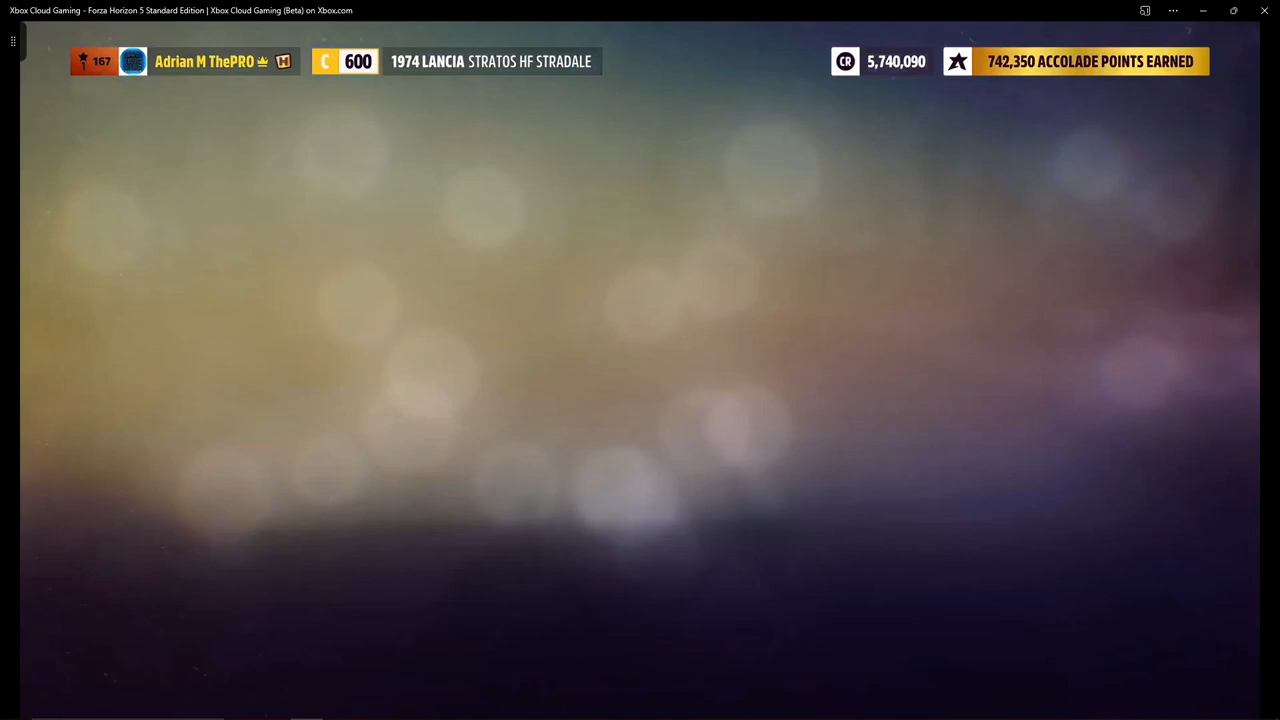 Xbox Cloud Gaming - Forza Horizon 5 Standard Edition | Xbox Cloud Gaming (Beta) on Xbox.com
167 Adrian M ThePRO H C 600 1974 LANCIA STRATOS HF STRADALE CR 5,740,090 742,350 ACCOLADE POINTS EARNED